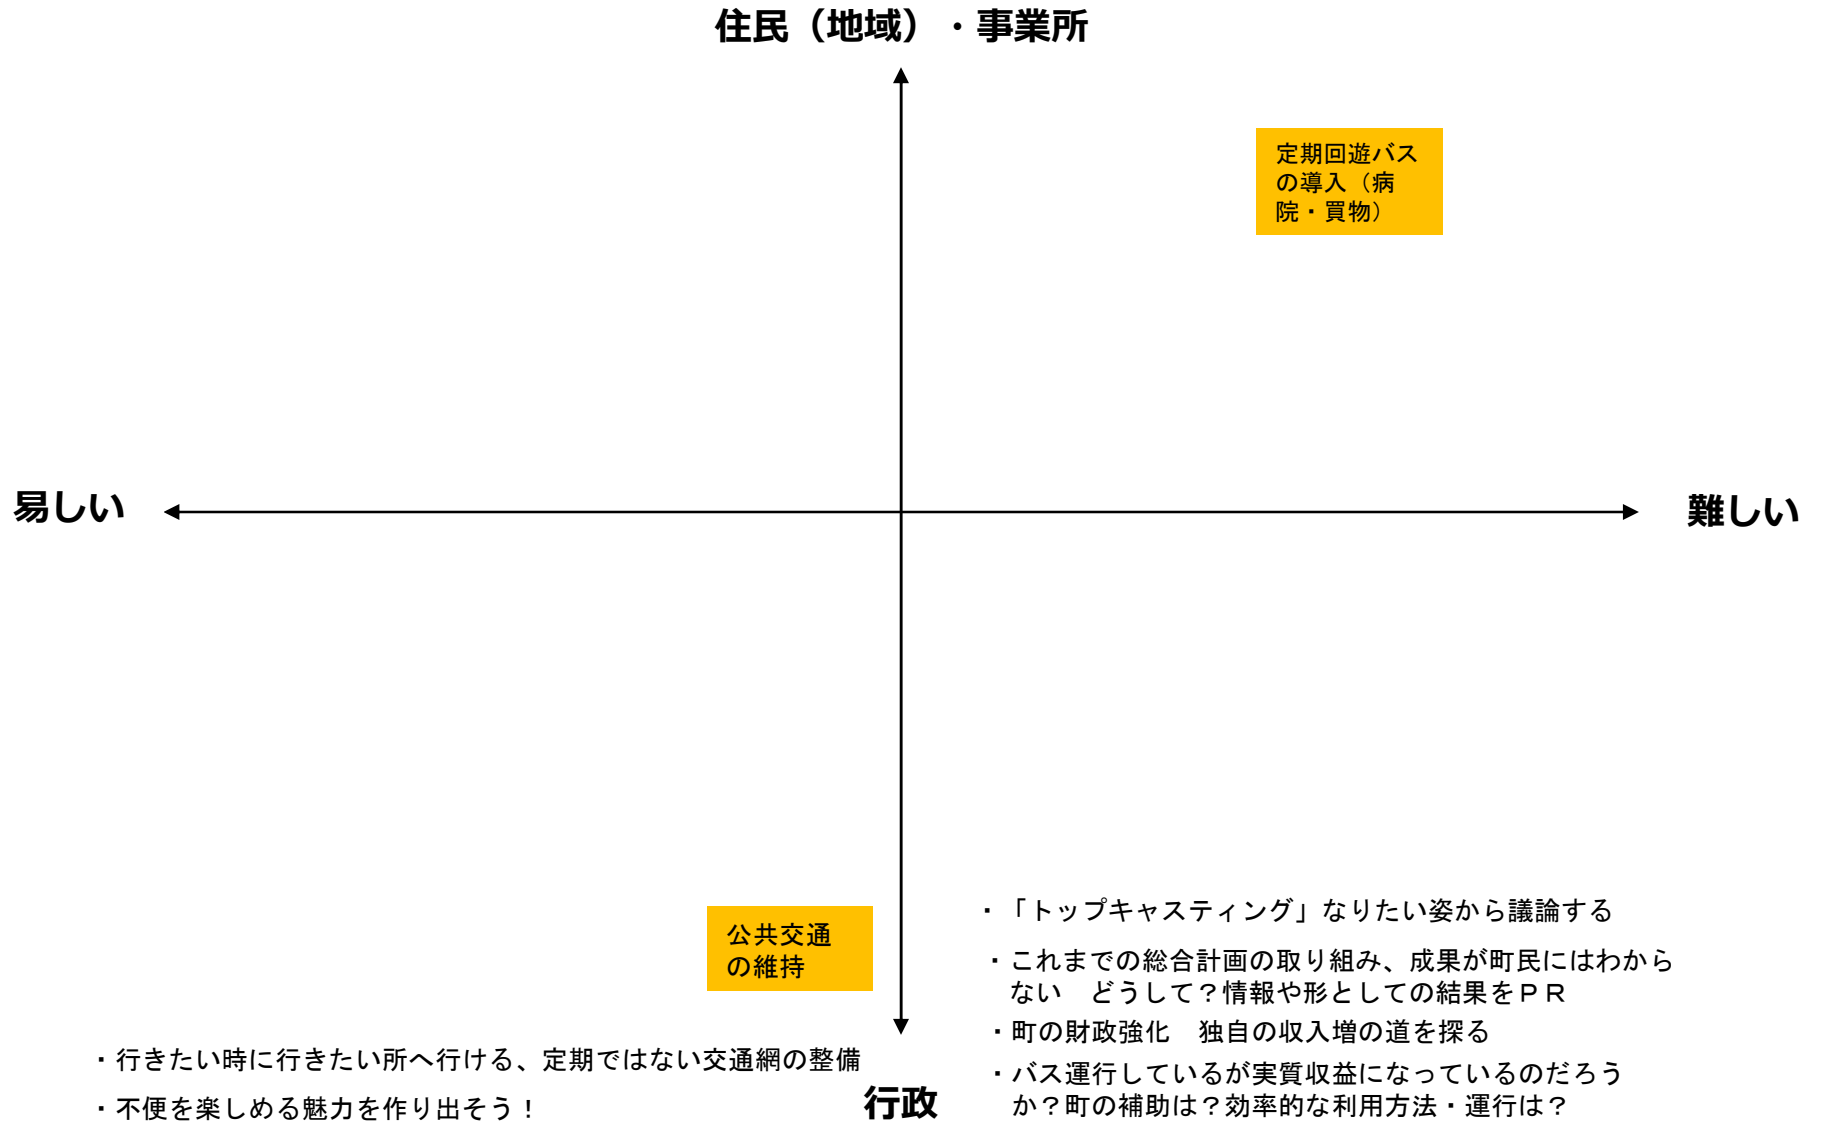 住民（地域）・事業所
定期回遊バス
の導入（病
院・買物）
易しい
難しい
公共交通
の維持
・「トップキャスティング」なりたい姿から議論する
・これまでの総合計画の取り組み、成果が町民にはわから
ない　どうして？情報や形としての結果をＰＲ
・町の財政強化　独自の収入増の道を探る
・バス運行しているが実質収益になっているのだろう
か？町の補助は？効率的な利用方法・運行は？
・行きたい時に行きたい所へ行ける、定期ではない交通網の整備
・不便を楽しめる魅力を作り出そう！
行政